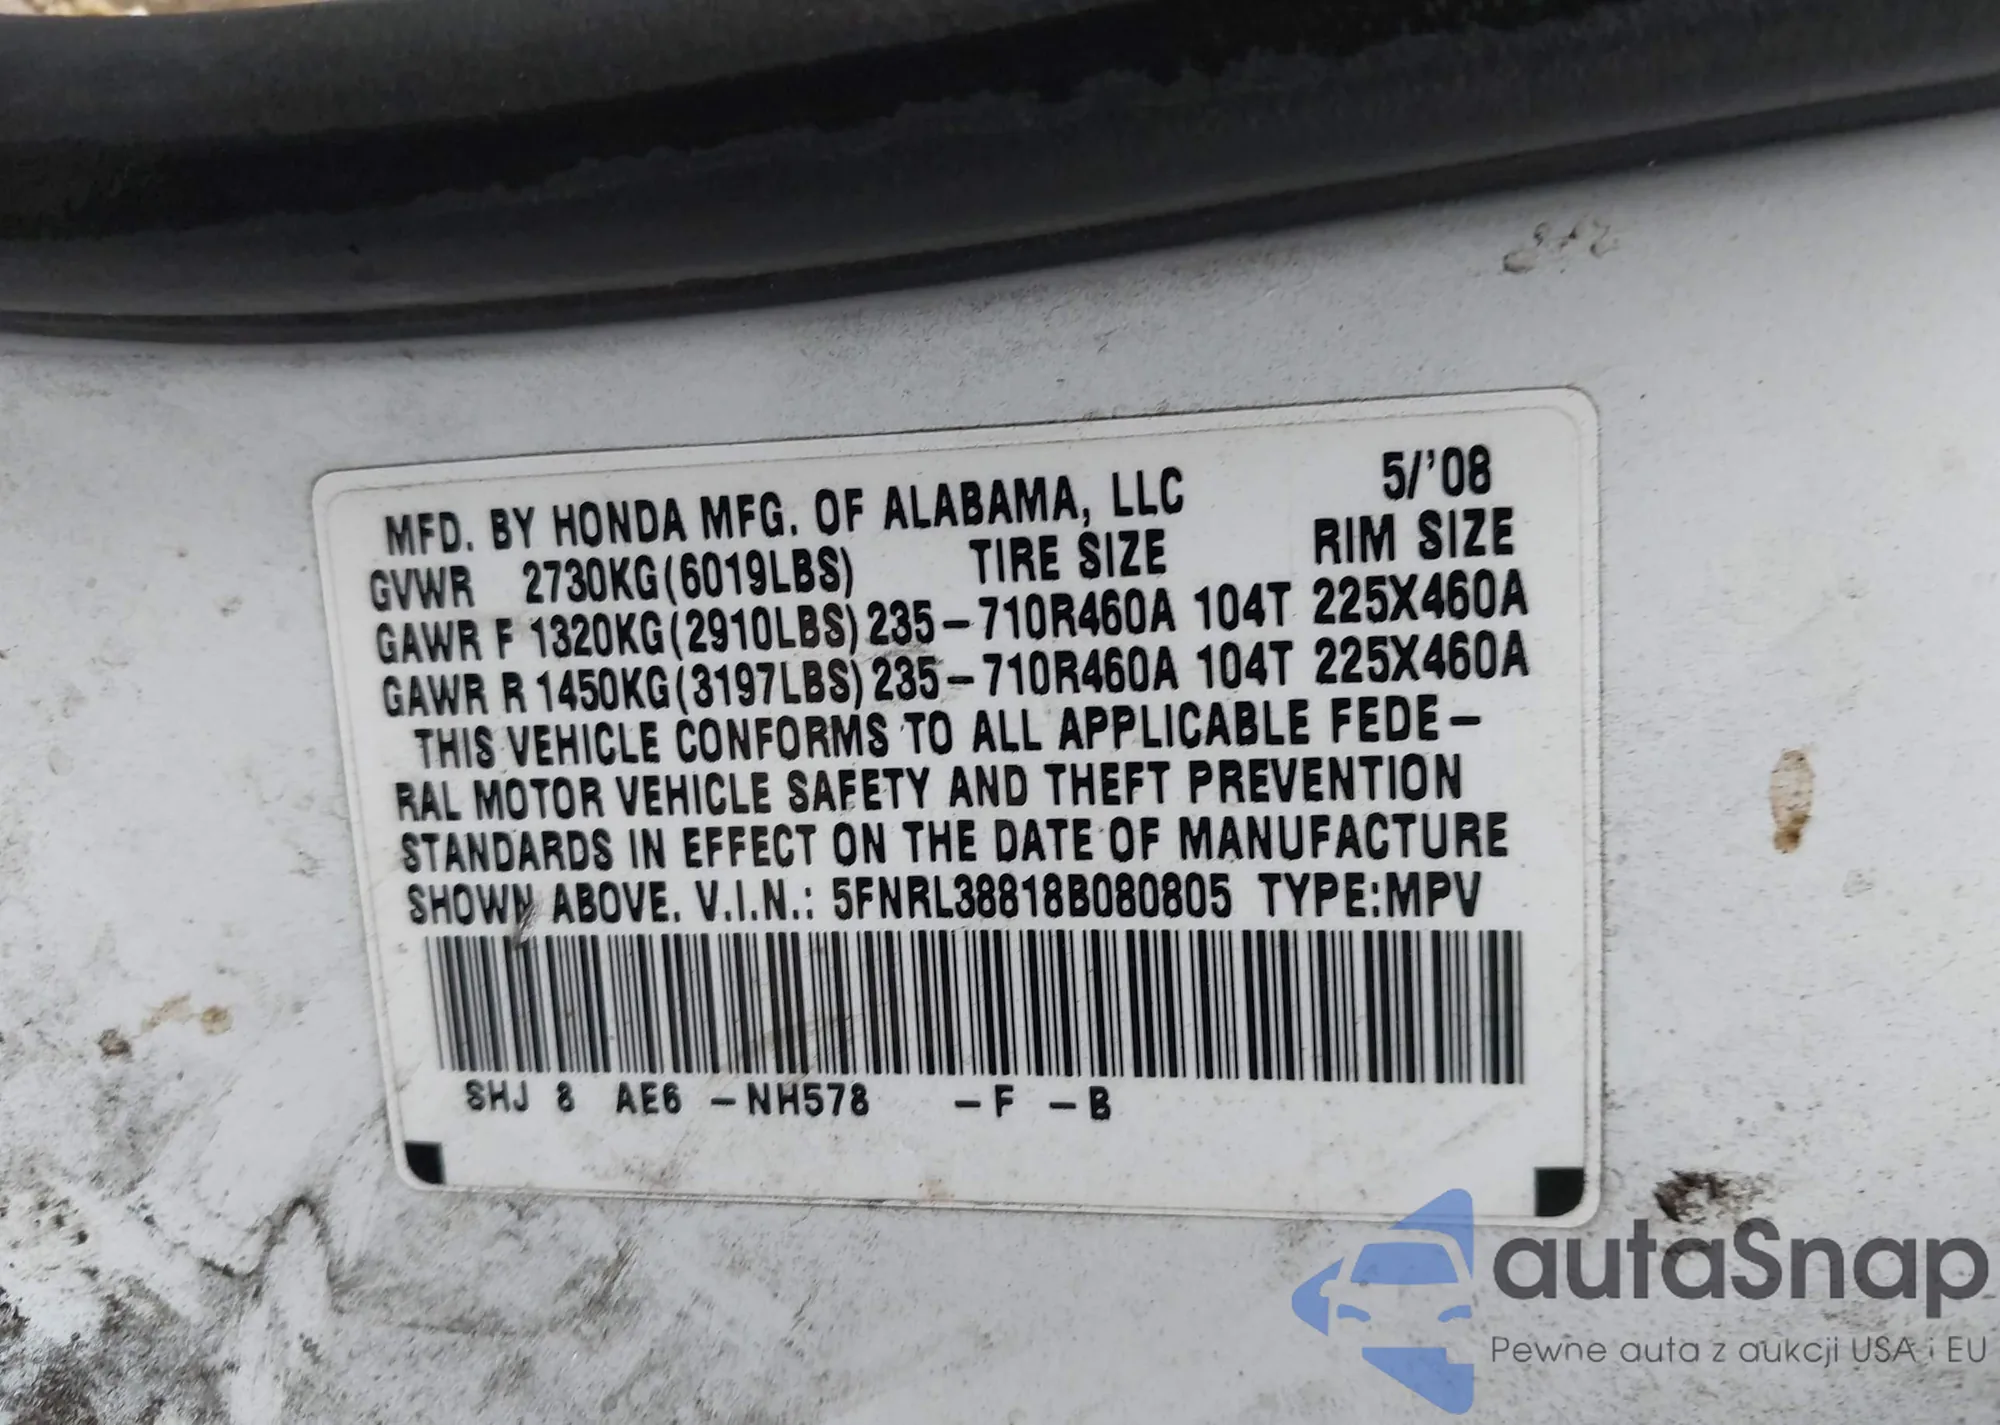 MFD. BY HONDA MFG. OF ALABAMA, LLC 5/'08
GVWR 2730KG(6019LBS) TIRE SIZE RIM SIZE
GAWR F 1320KG(2910LBS) 235-710R460A 104T 225X460A
GAWR R 1450KG(3197LBS) 235-710R460A 104T 225X460A
THIS VEHICLE CONFORMS TO ALL APPLICABLE FEDE-
RAL MOTOR VEHICLE SAFETY AND THEFT PREVENTION
STANDARDS IN EFFECT ON THE DATE OF MANUFACTURE
SHOWN ABOVE. V.I.N.: 5FNRL38818B080805 TYPE:MPV
SHJ 8 AE6 -NH578 -F -B
autaSnap
Pewne auta z aukcji USA i EU